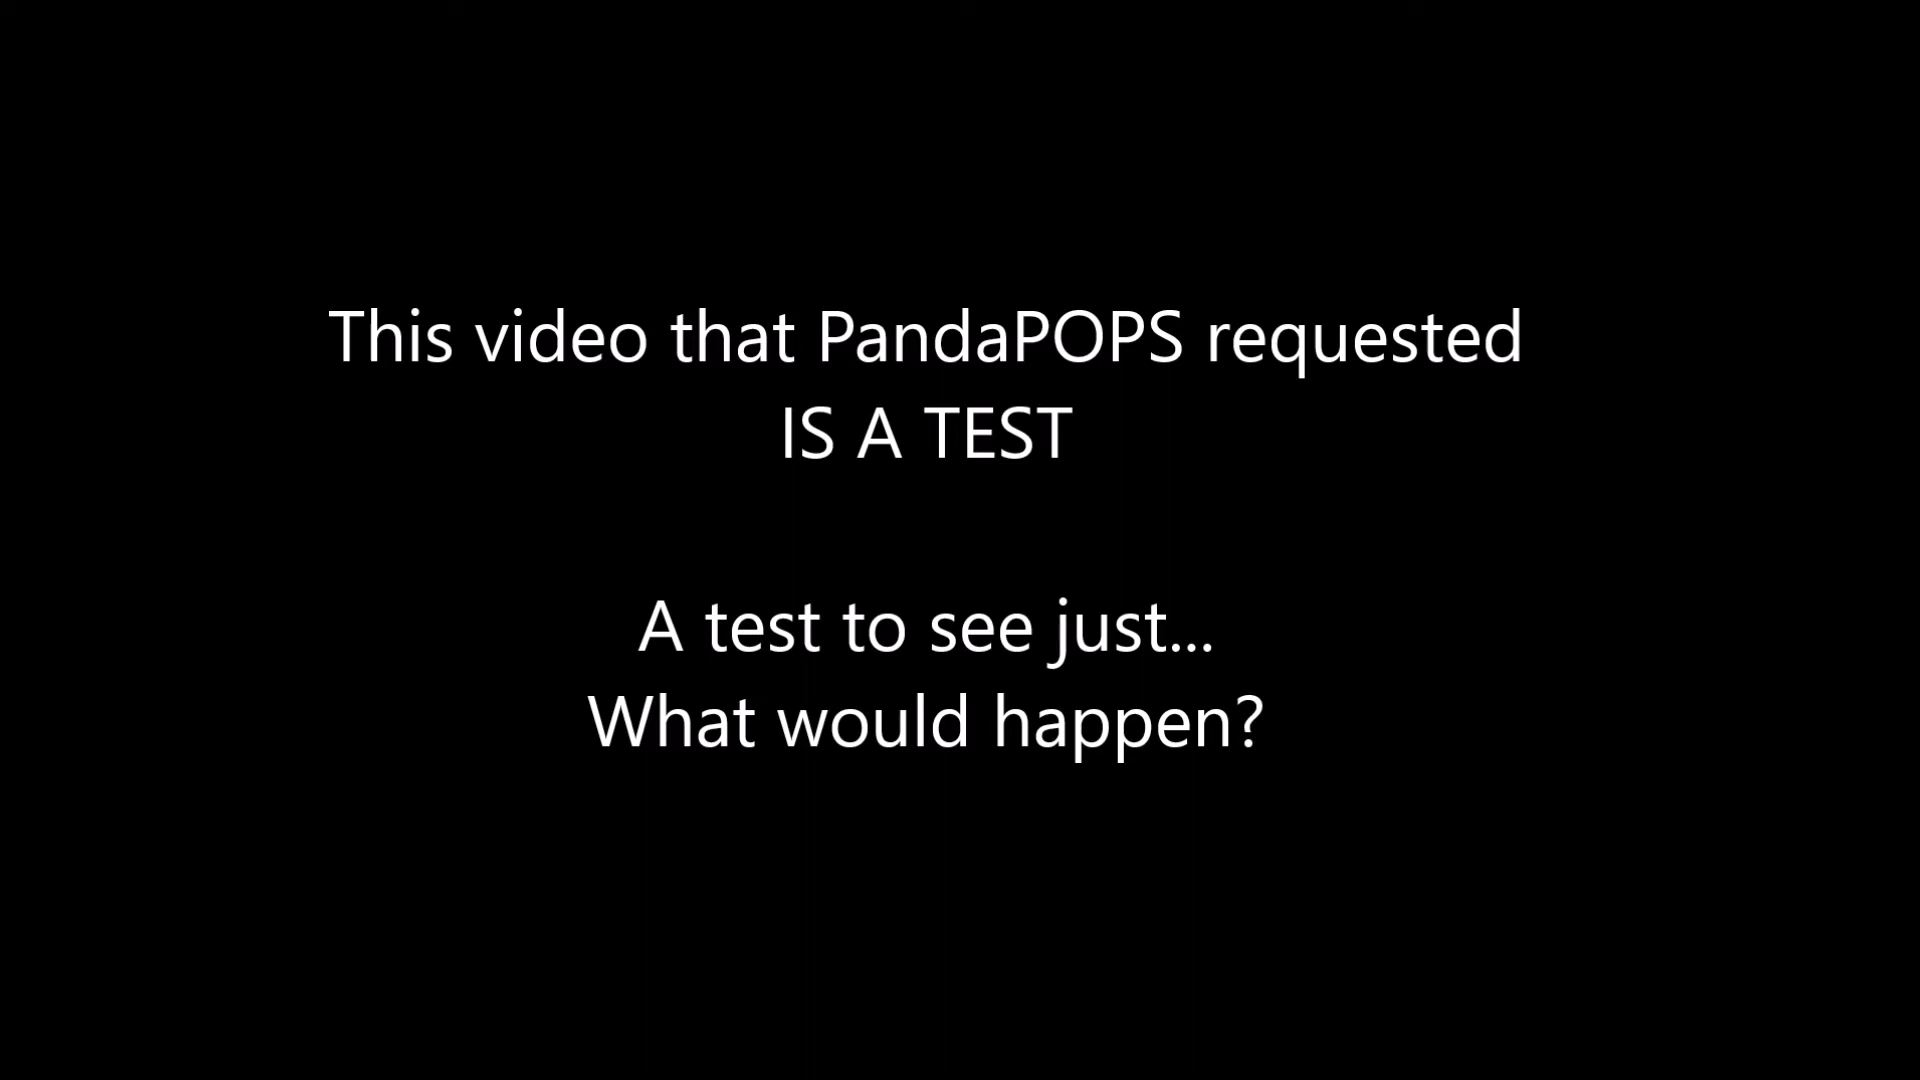 This video that PandaPOPS requested
IS A TEST
A test to see just...
What would happen?